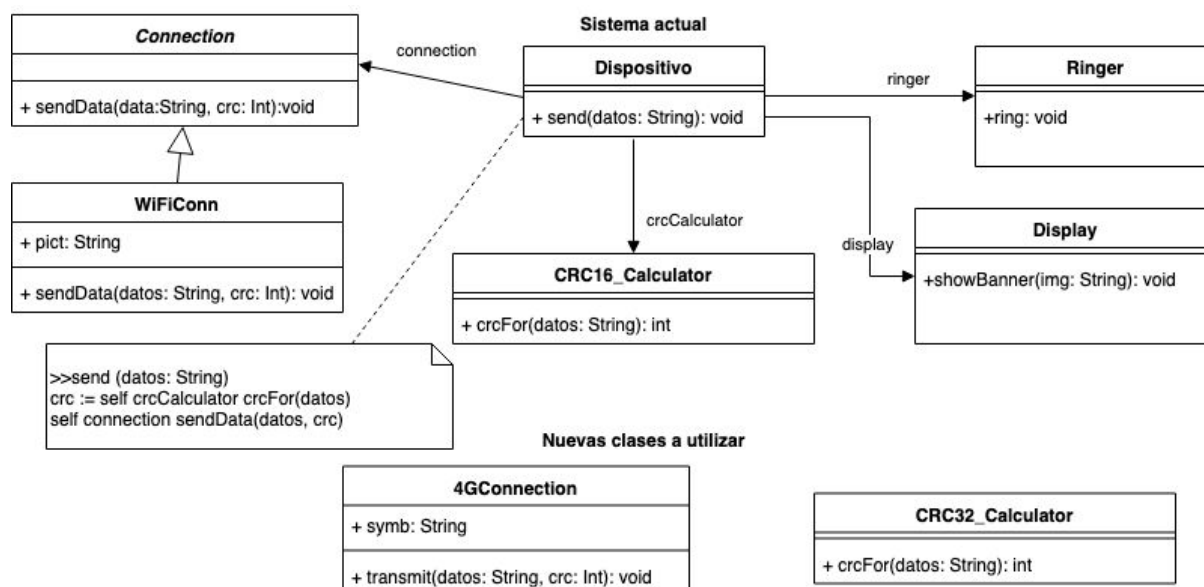 Sistema actual
Connection
+ sendData(data:String, crc: Int):void
connection
Dispositivo
+ send(datos: String): void
ringer
Ringer
+ring: void
WiFiConn
+ pict: String
+ sendData(datos: String, crc: Int): void
crcCalculator
CRC16_Calculator
+ crcFor(datos: String): int
display
Display
+showBanner(img: String): void
>>send (datos: String)
crc := self crcCalculator crcFor(datos)
self connection sendData(datos, crc)
Nuevas clases a utilizar
4GConnection
+ symb: String
+ transmit(datos: String, crc: Int): void
CRC32_Calculator
+ crcFor(datos: String): int